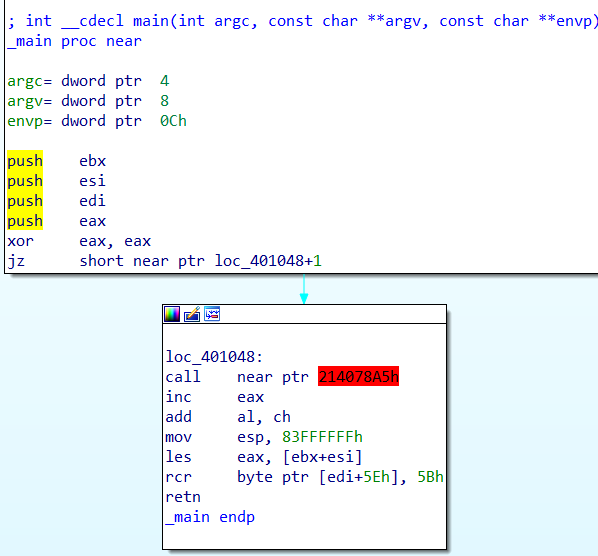 ; int __cdecl main(int argc, const char **argv, const char **envp)
_main proc near
argc= dword ptr  4
argv= dword ptr  8
envp= dword ptr  0Ch
push    ebx
push    esi
push    edi
push    eax
xor     eax, eax
jz      short near ptr loc_401048+1
loc_401048:
call    near ptr 214078A5h
inc     eax
add     al, ch
mov     esp, 83FFFFFFh
les     eax, [ebx+esi]
rcr     byte ptr [edi+5Eh], 5Bh
retn
_main endp